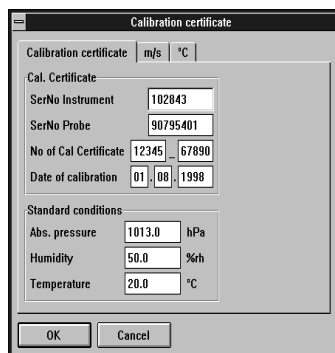 Calibration certificate
Calibration certificate m/s °C
Cal. Certificate
SerNo Instrument 102843
SerNo Probe 90795401
No of Cal Certificate 12345 _ 67890
Date of calibration 01 . 08 . 1998
Standard conditions
Abs. pressure 1013.0 hPa
Humidity 50.0 %rh
Temperature 20.0 °C
OK Cancel